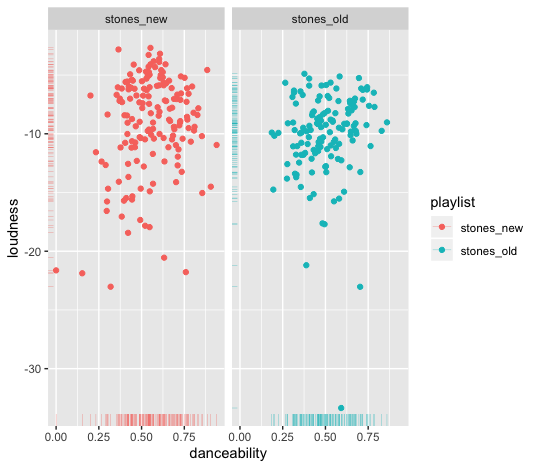 stones_new stones_old
-10
-20
-30
loudness
0.00 0.25 0.50 0.75 0.00 0.25 0.50 0.75
danceability
playlist
stones_new
stones_old